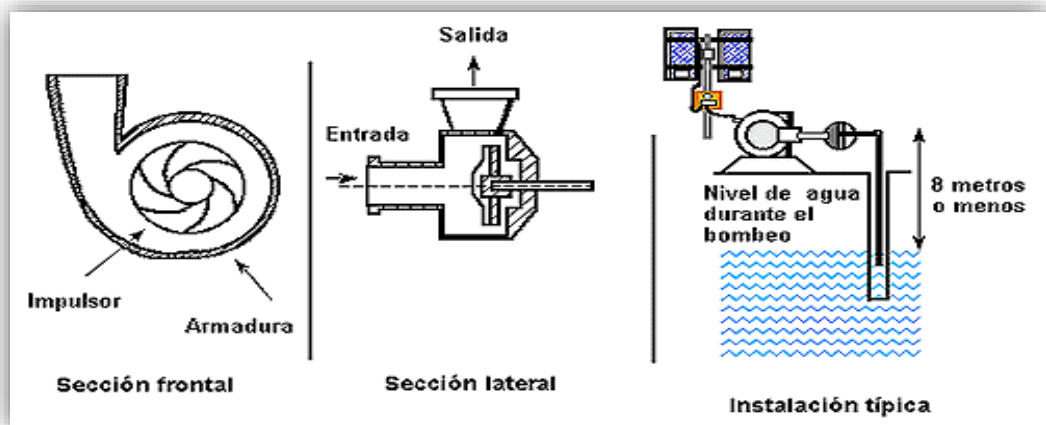 Salida
Entrada
Impulsor
Armadura
Sección frontal
Sección lateral
Nivel de agua
durante el
bombeo
8 metros
o menos
Instalación típica